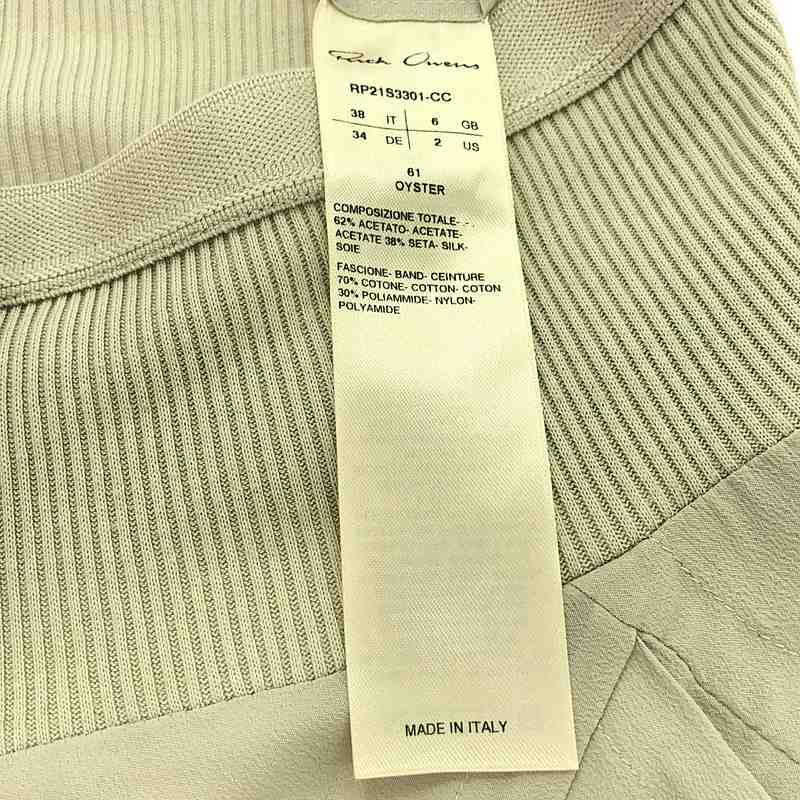 Rick Owens
RP21S3301-CC
38 IT 6 GB
34 DE 2 US
61
OYSTER
COMPOSIZIONE TOTALE- -.
62% ACETATO- ACETATE-
ACETATE 38% SETA- SILK-
SOIE
FASCIONE- BAND- CEINTURE
70% COTONE- COTTON- COTON
30% POLIAMMIDE- NYLON-
POLYAMIDE
MADE IN ITALY